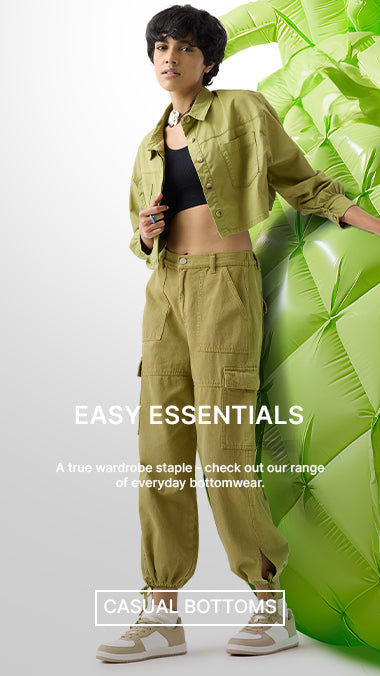 EASY ESSENTIALS
A true wardrobe staple - check out our range
of everyday bottomwear.
CASUAL BOTTOMS